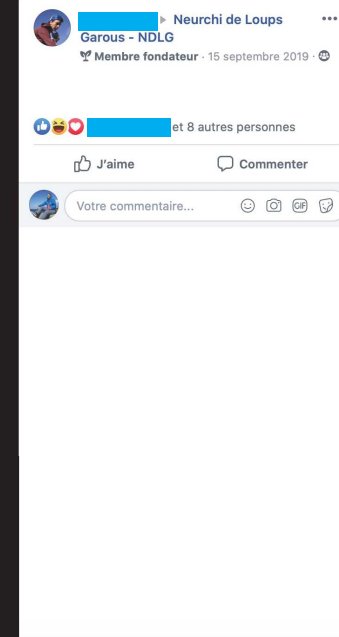 Neurchi de Loups
Garous - NDLG
Membre fondateur · 15 septembre 2019 ·
et 8 autres personnes
J'aime
Commenter
Votre commentaire...
GIF